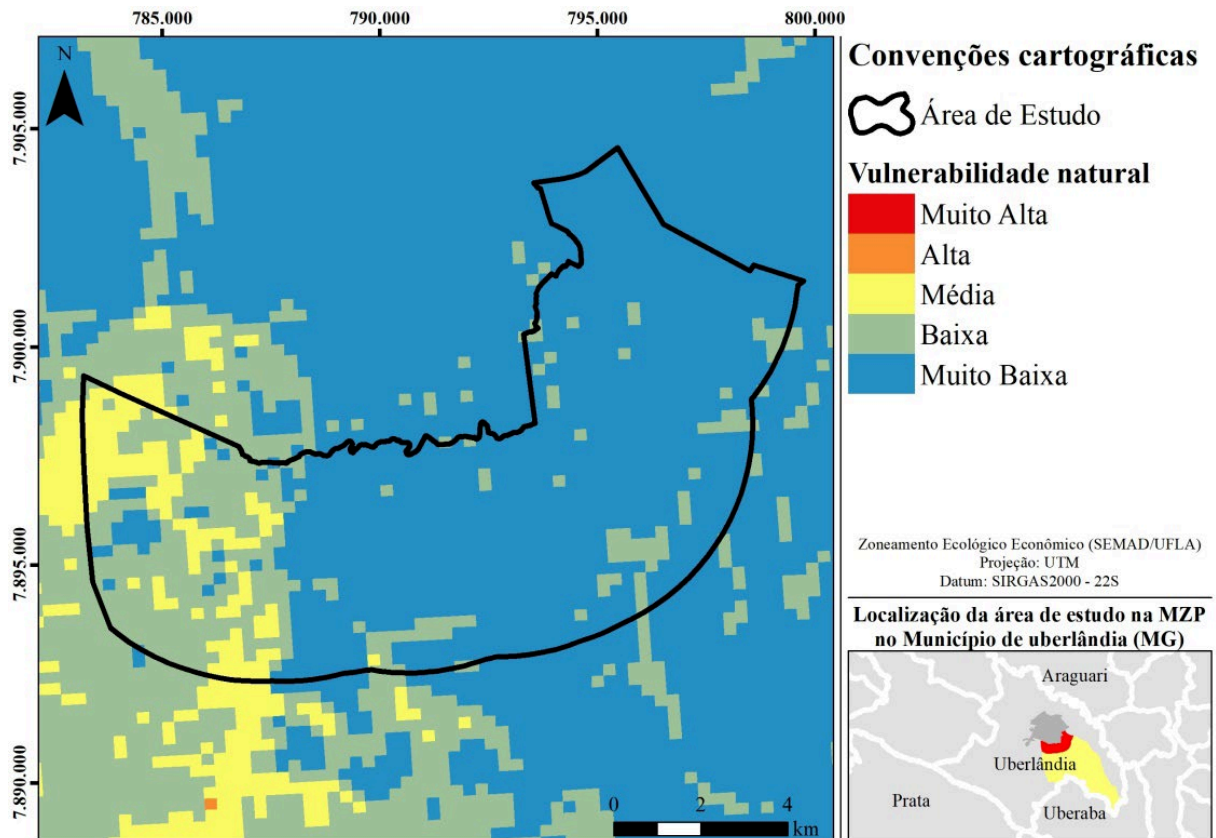 785.000
790.000
795.000
800.000
N
7.905.000
7.900.000
7.895.000
7.890.000
0
2
4
km
Convenções cartográficas
Área de Estudo
Vulnerabilidade natural
Muito Alta
Alta
Média
Baixa
Muito Baixa
Zoneamento Ecológico Econômico (SEMAD/UFLA)
Projeção: UTM
Datum: SIRGAS2000 - 22S
Localização da área de estudo na MZP
no Município de uberlândia (MG)
Araguari
Uberlândia
Prata
Uberaba